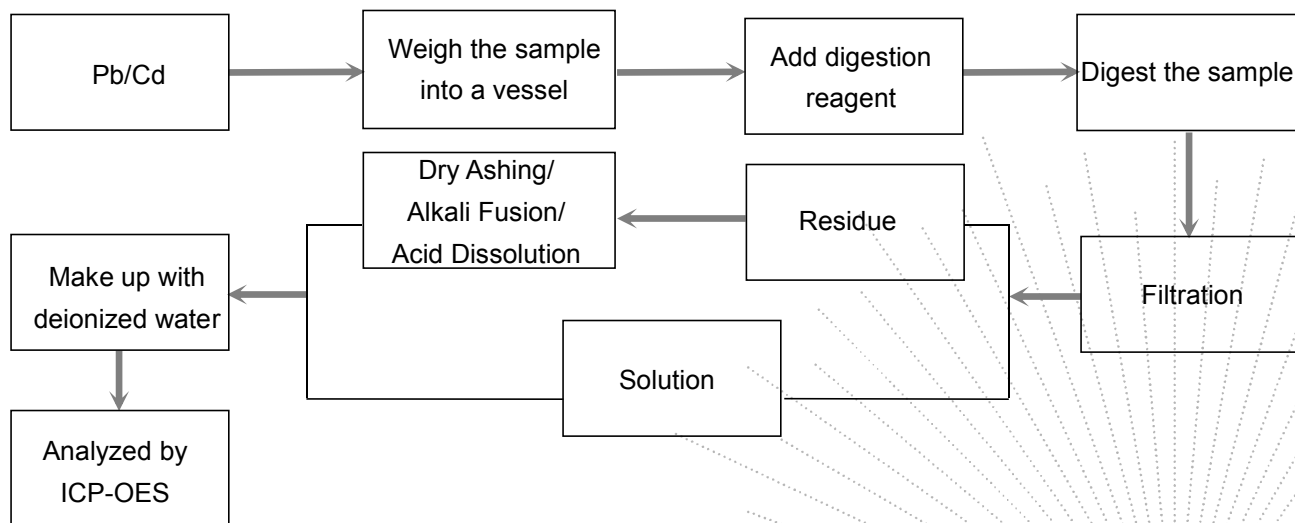 Pb/Cd
Weigh the sample
into a vessel
Add digestion
reagent
Digest the sample
Filtration
Residue
Dry Ashing/
Alkali Fusion/
Acid Dissolution
Solution
Make up with
deionized water
Analyzed by
ICP-OES